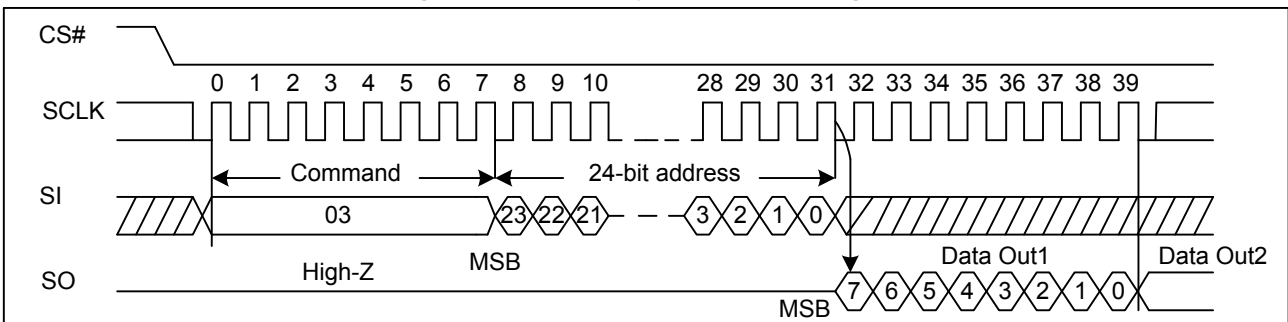 CS#
0 1 2 3 4 5 6 7 8 9 10 28 29 30 31 32 33 34 35 36 37 38 39
SCLK
Command 24-bit address
SI
03 23 22 21 3 2 1 0
High-Z MSB Data Out1 Data Out2
SO
MSB 7 6 5 4 3 2 1 0